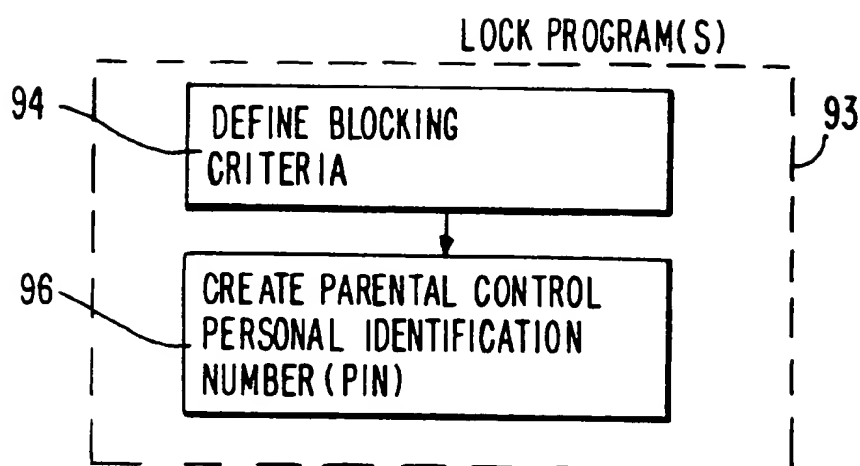 LOCK PROGRAM(S)
94
DEFINE BLOCKING
CRITERIA
93
96
CREATE PARENTAL CONTROL
PERSONAL IDENTIFICATION
NUMBER (PIN)